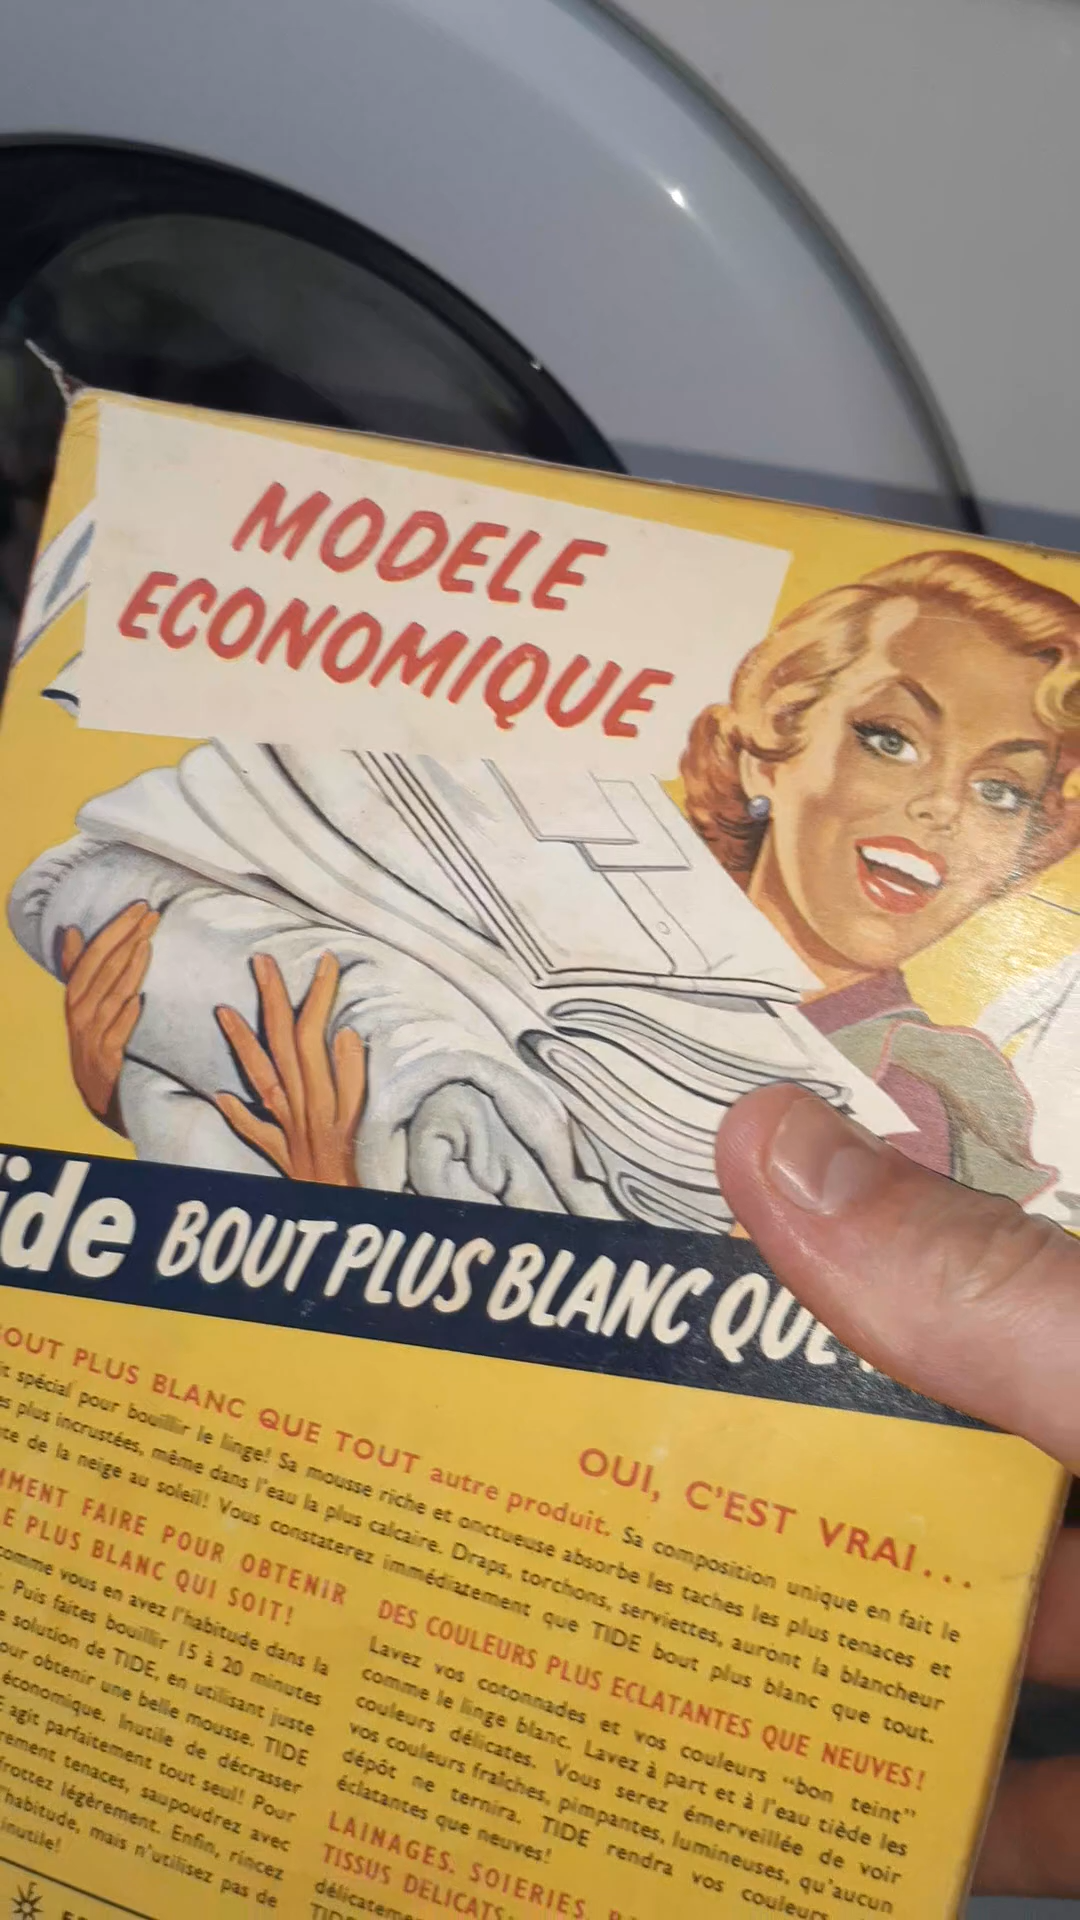 MODELE
ECONOMIQUE
ide BOUT PLUS BLANC QUE
OUI, C'EST VRAI...
BOUT PLUS BLANC QUE TOUT autre produit. Sa composition unique en fait le
it spécial pour bouillir le linge! Sa mousse riche et onctueuse absorbe les taches les plus tenaces et
es plus incrustées, même dans l'eau la plus calcaire. Draps, torchons, serviettes, auront la blancheur
te de la neige au soleil! Vous constaterez immédiatement que TIDE bout plus blanc que tout.
MMENT FAIRE POUR OBTENIR
LE PLUS BLANC QUI SOIT!
comme vous en avez l'habitude dans la
. Puis faites bouillir 15 à 20 minutes
e solution de TIDE, en utilisant juste
our obtenir une belle mousse. TIDE
économique. Inutile de décrasser
E agit parfaitement tout seul! Pour
rement tenaces, saupoudrez avec
frottez légèrement. Enfin, rincez
l'habitude, mais n'utilisez pas de
inutile!
DES COULEURS PLUS ECLATANTES QUE NEUVES!
Lavez vos cotonnades et vos couleurs "bon teint"
comme le linge blanc. Lavez à part et à l'eau tiède les
couleurs délicates. Vous serez émerveillée de voir
vos couleurs fraîches, pimpantes, lumineuses, qu'aucun
dépôt ne ternira. TIDE rendra vos couleurs
éclatantes que neuves!
LAINAGES, SOIERIES,
TISSUS DELICATS
délicateme
TIDE